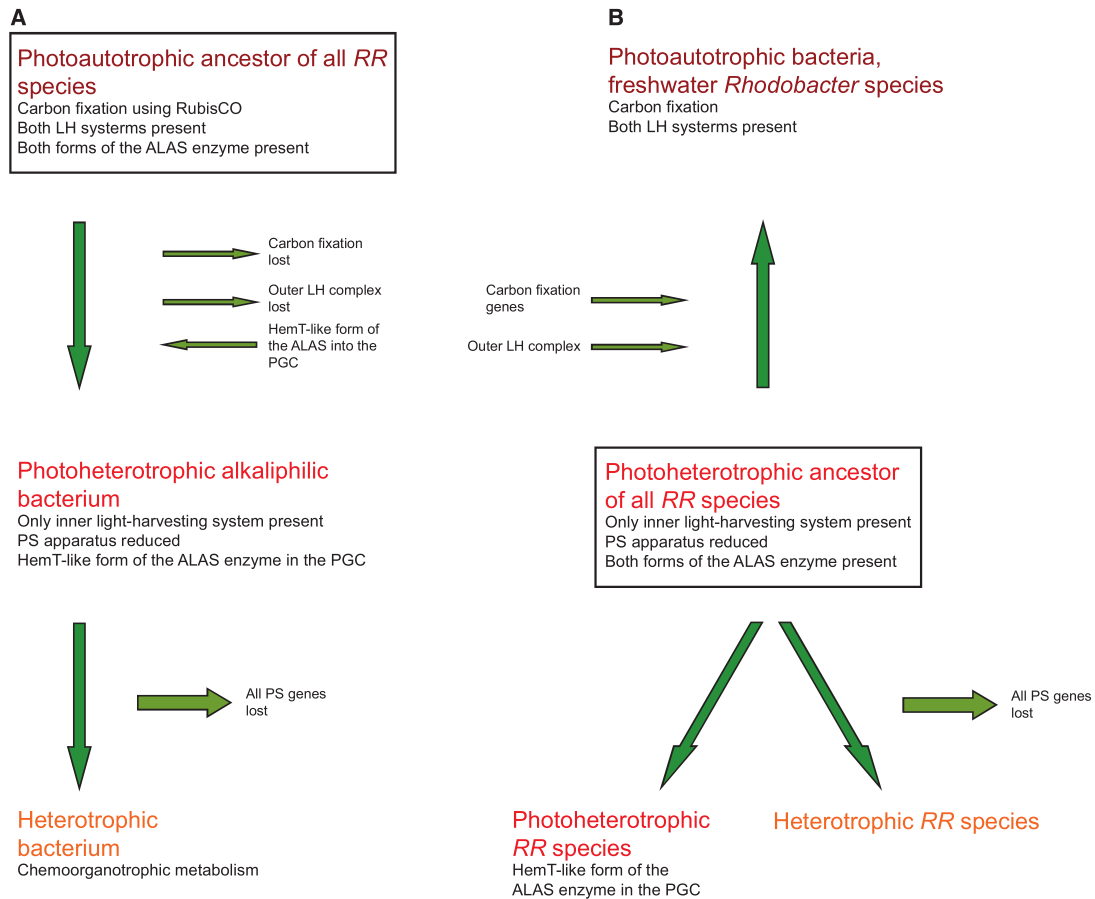 A
Photoautotrophic ancestor of all RR
species
Carbon fixation using RubisCO
Both LH systerms present
Both forms of the ALAS enzyme present
Carbon fixation
lost
Outer LH complex
lost
HemT-like form of
the ALAS into the
PGC
Photoheterotrophic alkaliphilic
bacterium
Only inner light-harvesting system present
PS apparatus reduced
HemT-like form of the ALAS enzyme in the PGC
All PS genes
lost
Heterotrophic
bacterium
Chemoorganotrophic metabolism
B
Photoautotrophic bacteria,
freshwater Rhodobacter species
Carbon fixation
Both LH systerms present
Carbon fixation
genes
Outer LH complex
Photoheterotrophic ancestor
of all RR species
Only inner light-harvesting system present
PS apparatus reduced
Both forms of the ALAS enzyme present
All PS genes
lost
Photoheterotrophic
RR species
HemT-like form of the
ALAS enzyme in the PGC
Heterotrophic RR species